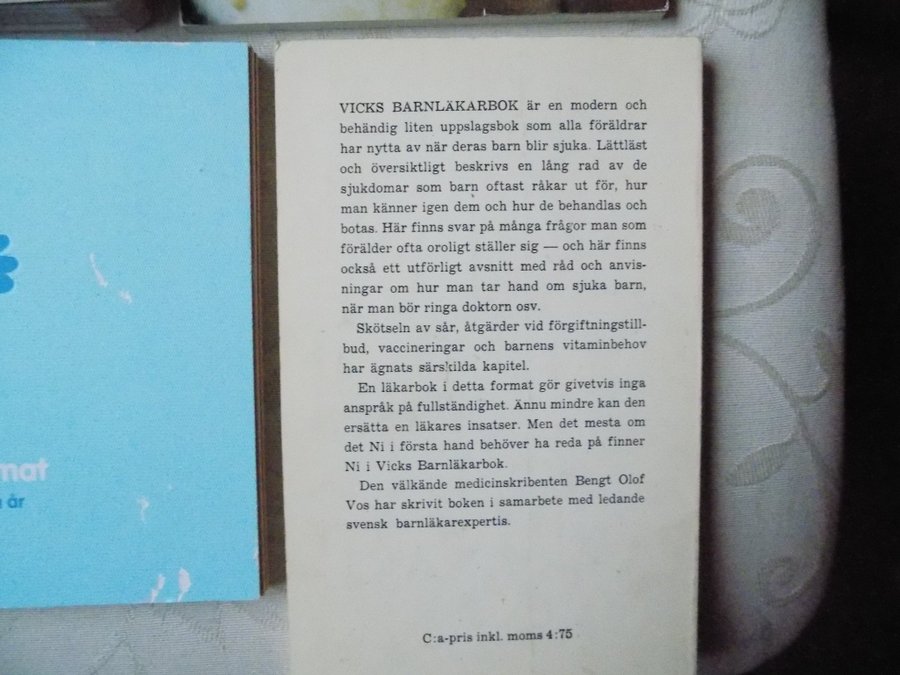 mat
år
VICKS BARNLÄKARBOK är en modern och
behändig liten uppslagsbok som alla föräldrar
har nytta av när deras barn blir sjuka. Lättläst
och översiktligt beskrivs en lång rad av de
sjukdomar som barn oftast råkar ut för, hur
man känner igen dem och hur de behandlas och
botas. Här finns svar på många frågor man som
förälder ofta oroligt ställer sig — och här finns
också ett utförligt avsnitt med råd och anvis-
ningar om hur man tar hand om sjuka barn,
när man bör ringa doktorn osv.
Skötseln av sår, åtgärder vid förgiftningstill-
bud, vaccineringar och barnens vitaminbehov
har ägnats särskilda kapitel.
En läkarbok i detta format gör givetvis inga
anspråk på fullständighet. Ännu mindre kan den
ersätta en läkares insatser. Men det mesta om
det Ni i första hand behöver ha reda på finner
Ni i Vicks Barnläkarbok.
Den välkände medicinskribenten Bengt Olof
Vos har skrivit boken i samarbete med ledande
svensk barnläkarexpertis.
C:a-pris inkl. moms 4:75